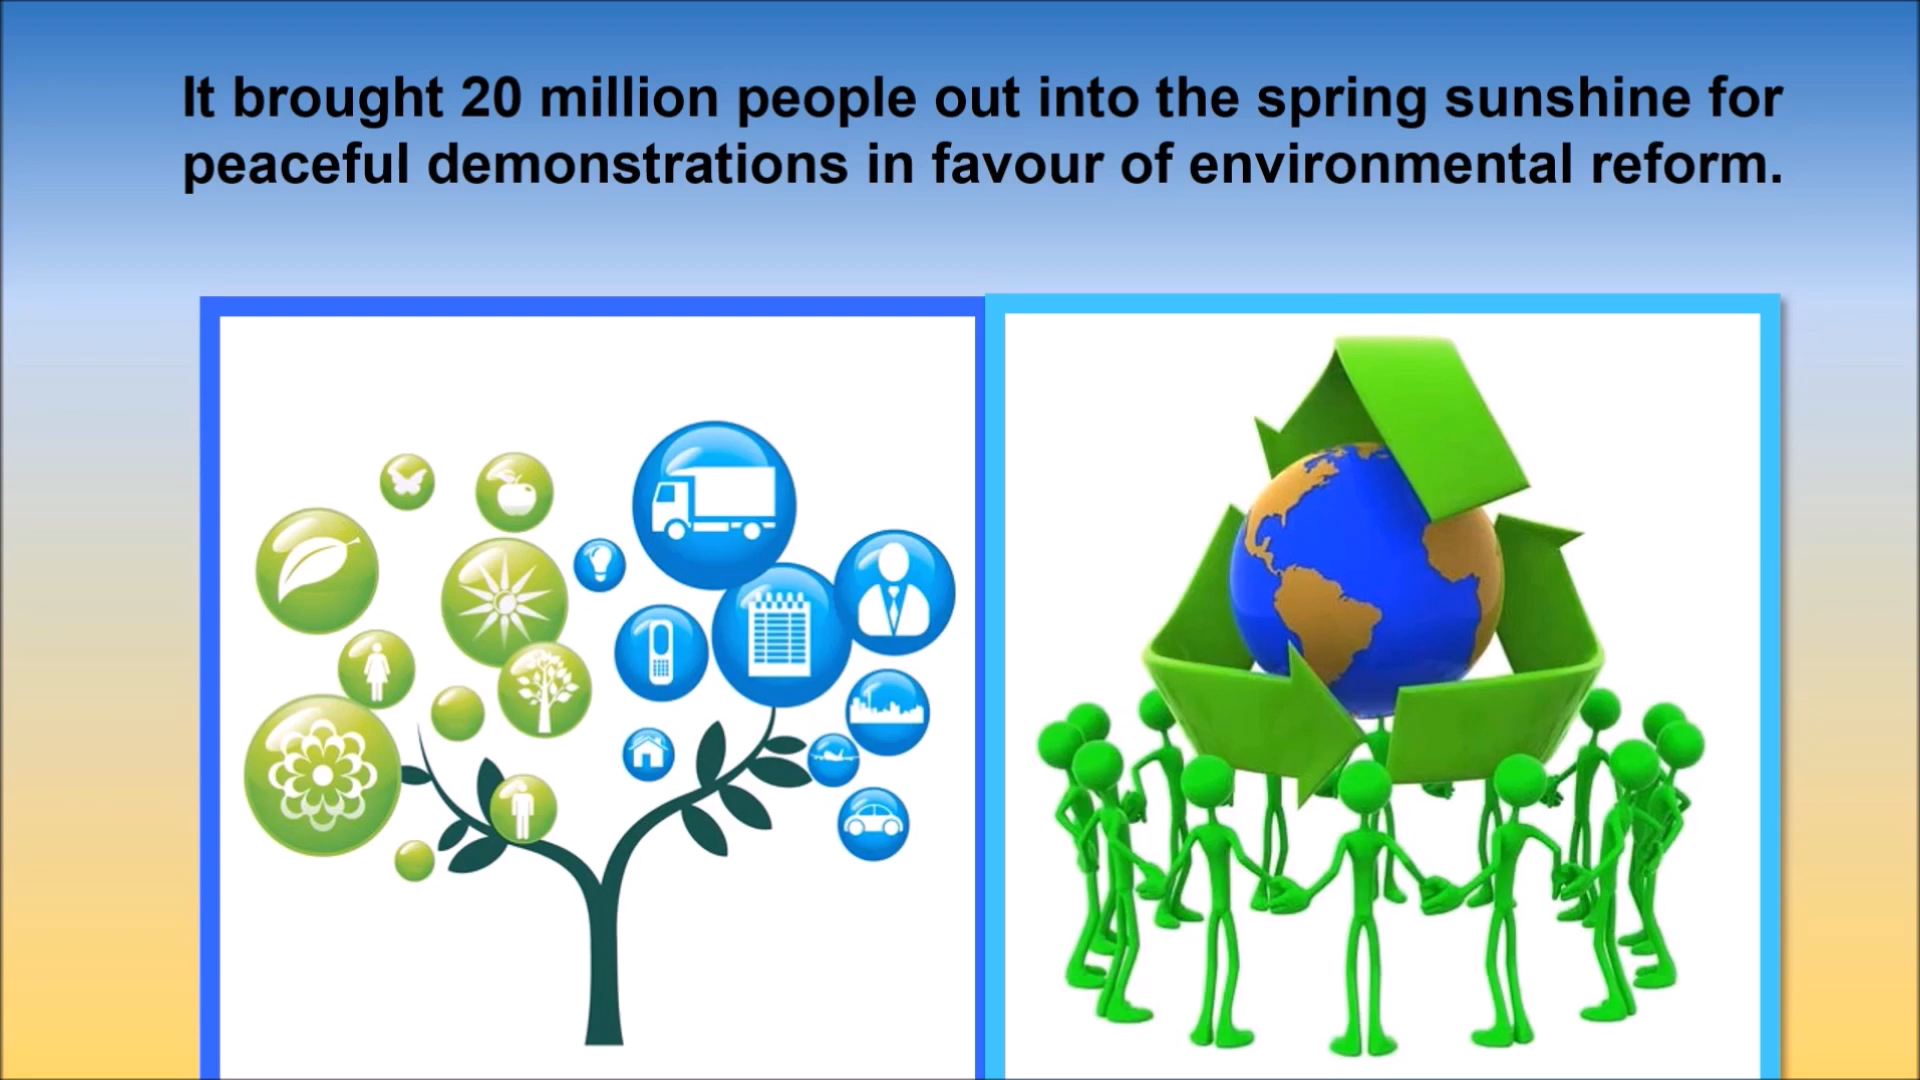 It brought 20 million people out into the spring sunshine for
peaceful demonstrations in favour of environmental reform.